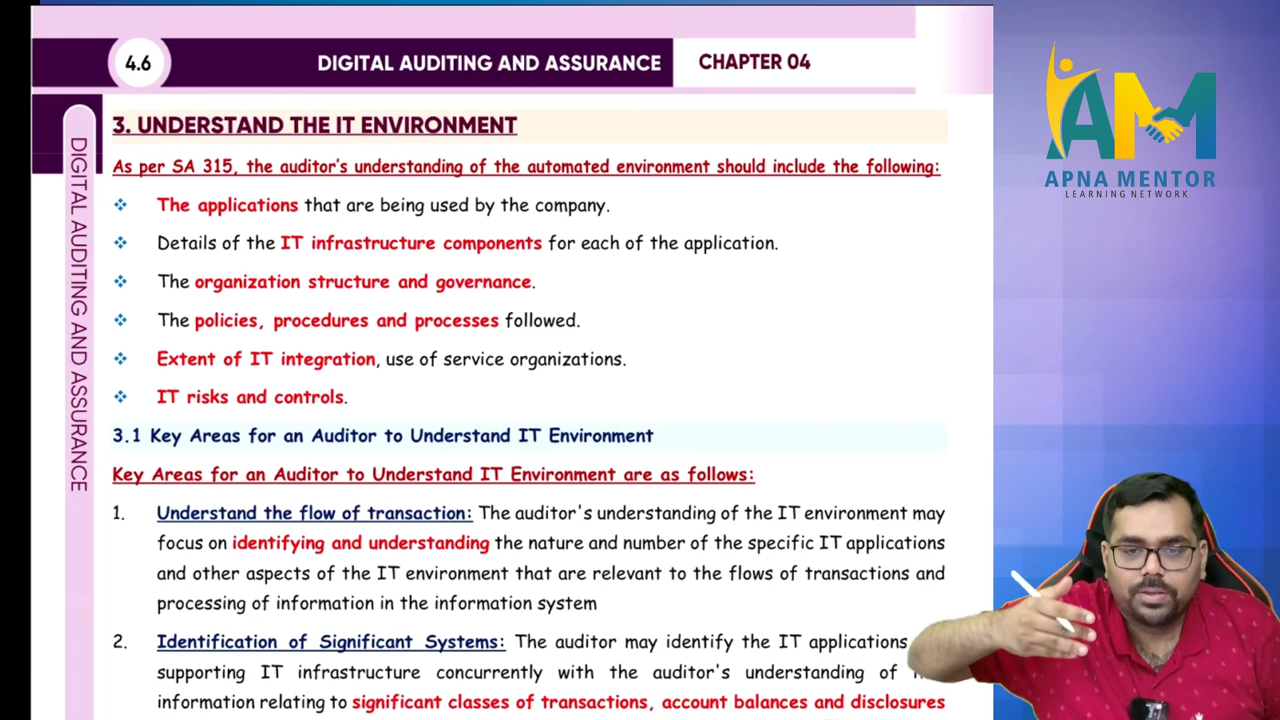 4.6
DIGITAL AUDITING AND ASSURANCE
CHAPTER 04
DIGITAL AUDITING AND ASSURANCE
3. UNDERSTAND THE IT ENVIRONMENT
As per SA 315, the auditor's understanding of the automated environment should include the following:
❖ The applications that are being used by the company.
❖ Details of the IT infrastructure components for each of the application.
❖ The organization structure and governance.
❖ The policies, procedures and processes followed.
❖ Extent of IT integration, use of service organizations.
❖ IT risks and controls.
3.1 Key Areas for an Auditor to Understand IT Environment
Key Areas for an Auditor to Understand IT Environment are as follows:
1. Understand the flow of transaction: The auditor's understanding of the IT environment may
focus on identifying and understanding the nature and number of the specific IT applications
and other aspects of the IT environment that are relevant to the flows of transactions and
processing of information in the information system
2. Identification of Significant Systems: The auditor may identify the IT applications
supporting IT infrastructure concurrently with the auditor's understanding of
information relating to significant classes of transactions, account balances and disclosures
AM
APNA MENTOR
LEARNING NETWORK